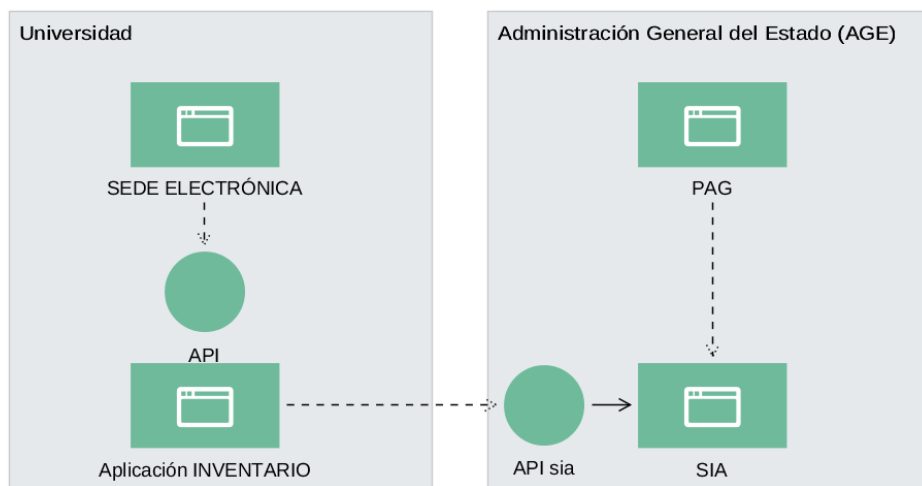 Universidad
SEDE ELECTRÓNICA
API
Aplicación INVENTARIO
Administración General del Estado (AGE)
PAG
API sia
SIA